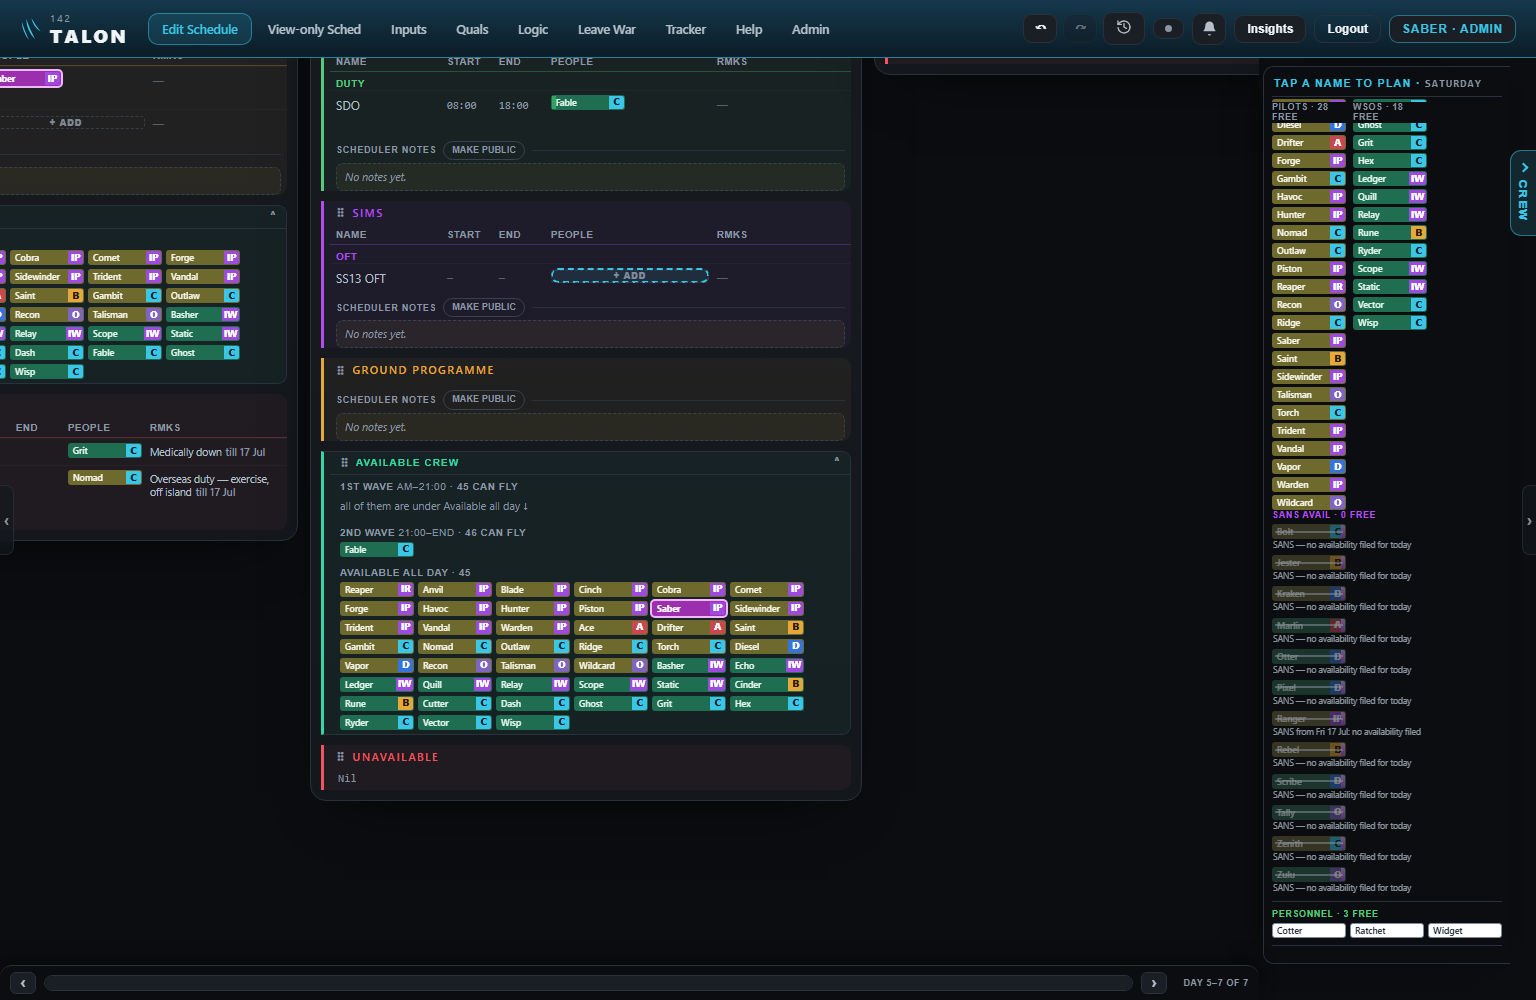 142
TALON
Edit Schedule
View-only Sched
Inputs
Quals
Logic
Leave War
Tracker
Help
Admin
Insights
Logout
SABER · ADMIN
RMKS
IP
—
+ ADD
—
^
Cobra IP Comet IP Forge IP
Sidewinder IP Trident IP Vandal IP
Saint B Gambit C Outlaw C
Recon O Talisman O Basher IW
Relay IW Scope IW Static IW
Dash C Fable C Ghost C
Wisp C
END PEOPLE RMKS
Grit C Medically down till 17 Jul
Nomad C Overseas duty — exercise,
off island till 17 Jul
‹
NAME START END PEOPLE RMKS
DUTY
SDO 08:00 18:00 Fable C —
SCHEDULER NOTES MAKE PUBLIC
No notes yet.
SIMS
NAME START END PEOPLE RMKS
OFT
SS13 OFT – – + ADD —
SCHEDULER NOTES MAKE PUBLIC
No notes yet.
GROUND PROGRAMME
SCHEDULER NOTES MAKE PUBLIC
No notes yet.
AVAILABLE CREW ^
1ST WAVE AM–21:00 · 45 CAN FLY
all of them are under Available all day ↓
2ND WAVE 21:00–END · 46 CAN FLY
Fable C
AVAILABLE ALL DAY · 45
Reaper IR Anvil IP Blade IP Cinch IP Cobra IP Comet IP
Forge IP Havoc IP Hunter IP Piston IP Saber IP Sidewinder IP
Trident IP Vandal IP Warden IP Ace A Drifter A Saint B
Gambit C Nomad C Outlaw C Ridge C Torch C Diesel D
Vapor D Recon O Talisman O Wildcard O Basher IW Echo IW
Ledger IW Quill IW Relay IW Scope IW Static IW Cinder B
Rune B Cutter C Dash C Ghost C Grit C Hex C
Ryder C Vector C Wisp C
UNAVAILABLE
Nil
TAP A NAME TO PLAN · SATURDAY
PILOTS · 28 FREE
WSOS · 18 FREE
Diesel D Ghost C
Drifter A Grit C
Forge IP Hex C
Gambit C Ledger IW
Havoc IP Quill IW
Hunter IP Relay IW
Nomad C Rune B
Outlaw C Ryder C
Piston IP Scope IW
Reaper IR Static IW
Recon O Vector C
Ridge C Wisp C
Saber IP
Saint B
Sidewinder IP
Talisman O
Torch C
Trident IP
Vandal IP
Vapor D
Warden IP
Wildcard O
SANS AVAIL · 0 FREE
Bolt C
SANS — no availability filed for today
Jester B
SANS — no availability filed for today
Kraken D
SANS — no availability filed for today
Marlin A
SANS — no availability filed for today
Otter D
SANS — no availability filed for today
Pixel D
SANS — no availability filed for today
Ranger IP
SANS from Fri 17 Jul: no availability filed
Rebel B
SANS — no availability filed for today
Scribe D
SANS — no availability filed for today
Tally O
SANS — no availability filed for today
Zenith C
SANS — no availability filed for today
Zulu O
SANS — no availability filed for today
PERSONNEL · 3 FREE
Cotter Ratchet Widget
CREW
›
‹ › DAY 5–7 OF 7